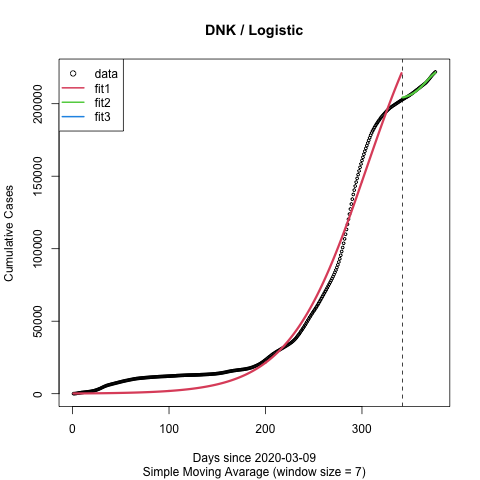 DNK / Logistic
data
fit1
fit2
fit3
Cumulative Cases
0
50000
100000
150000
200000
0 100 200 300
Days since 2020-03-09
Simple Moving Avarage (window size = 7)